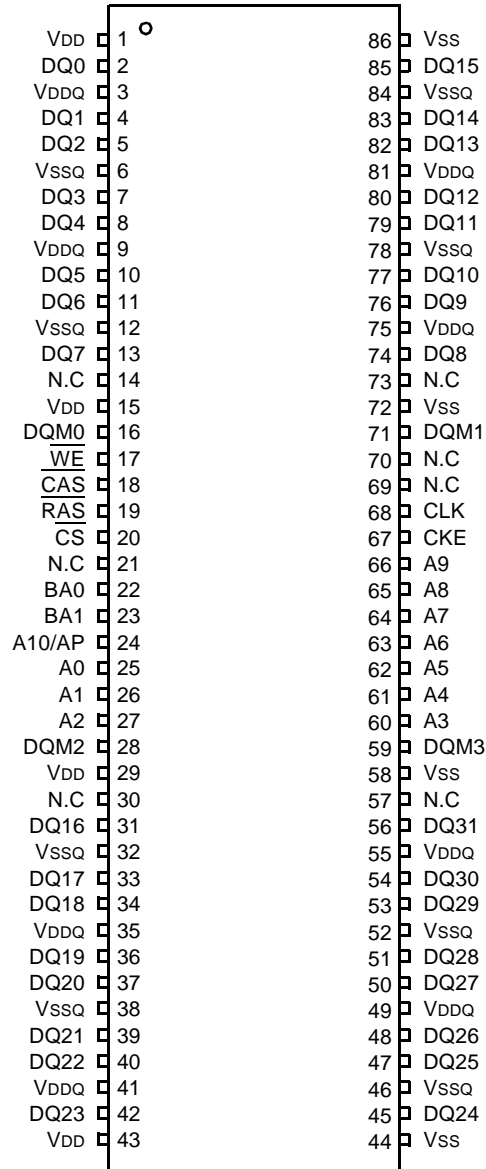 VDD 1 86 VSS
DQ0 2 85 DQ15
VDDQ 3 84 VSSQ
DQ1 4 83 DQ14
DQ2 5 82 DQ13
VSSQ 6 81 VDDQ
DQ3 7 80 DQ12
DQ4 8 79 DQ11
VDDQ 9 78 VSSQ
DQ5 10 77 DQ10
DQ6 11 76 DQ9
VSSQ 12 75 VDDQ
DQ7 13 74 DQ8
N.C 14 73 N.C
VDD 15 72 VSS
DQM0 16 71 DQM1
WE 17 70 N.C
CAS 18 69 N.C
RAS 19 68 CLK
CS 20 67 CKE
N.C 21 66 A9
BA0 22 65 A8
BA1 23 64 A7
A10/AP 24 63 A6
A0 25 62 A5
A1 26 61 A4
A2 27 60 A3
DQM2 28 59 DQM3
VDD 29 58 VSS
N.C 30 57 N.C
DQ16 31 56 DQ31
VSSQ 32 55 VDDQ
DQ17 33 54 DQ30
DQ18 34 53 DQ29
VDDQ 35 52 VSSQ
DQ19 36 51 DQ28
DQ20 37 50 DQ27
VSSQ 38 49 VDDQ
DQ21 39 48 DQ26
DQ22 40 47 DQ25
VDDQ 41 46 VSSQ
DQ23 42 45 DQ24
VDD 43 44 VSS